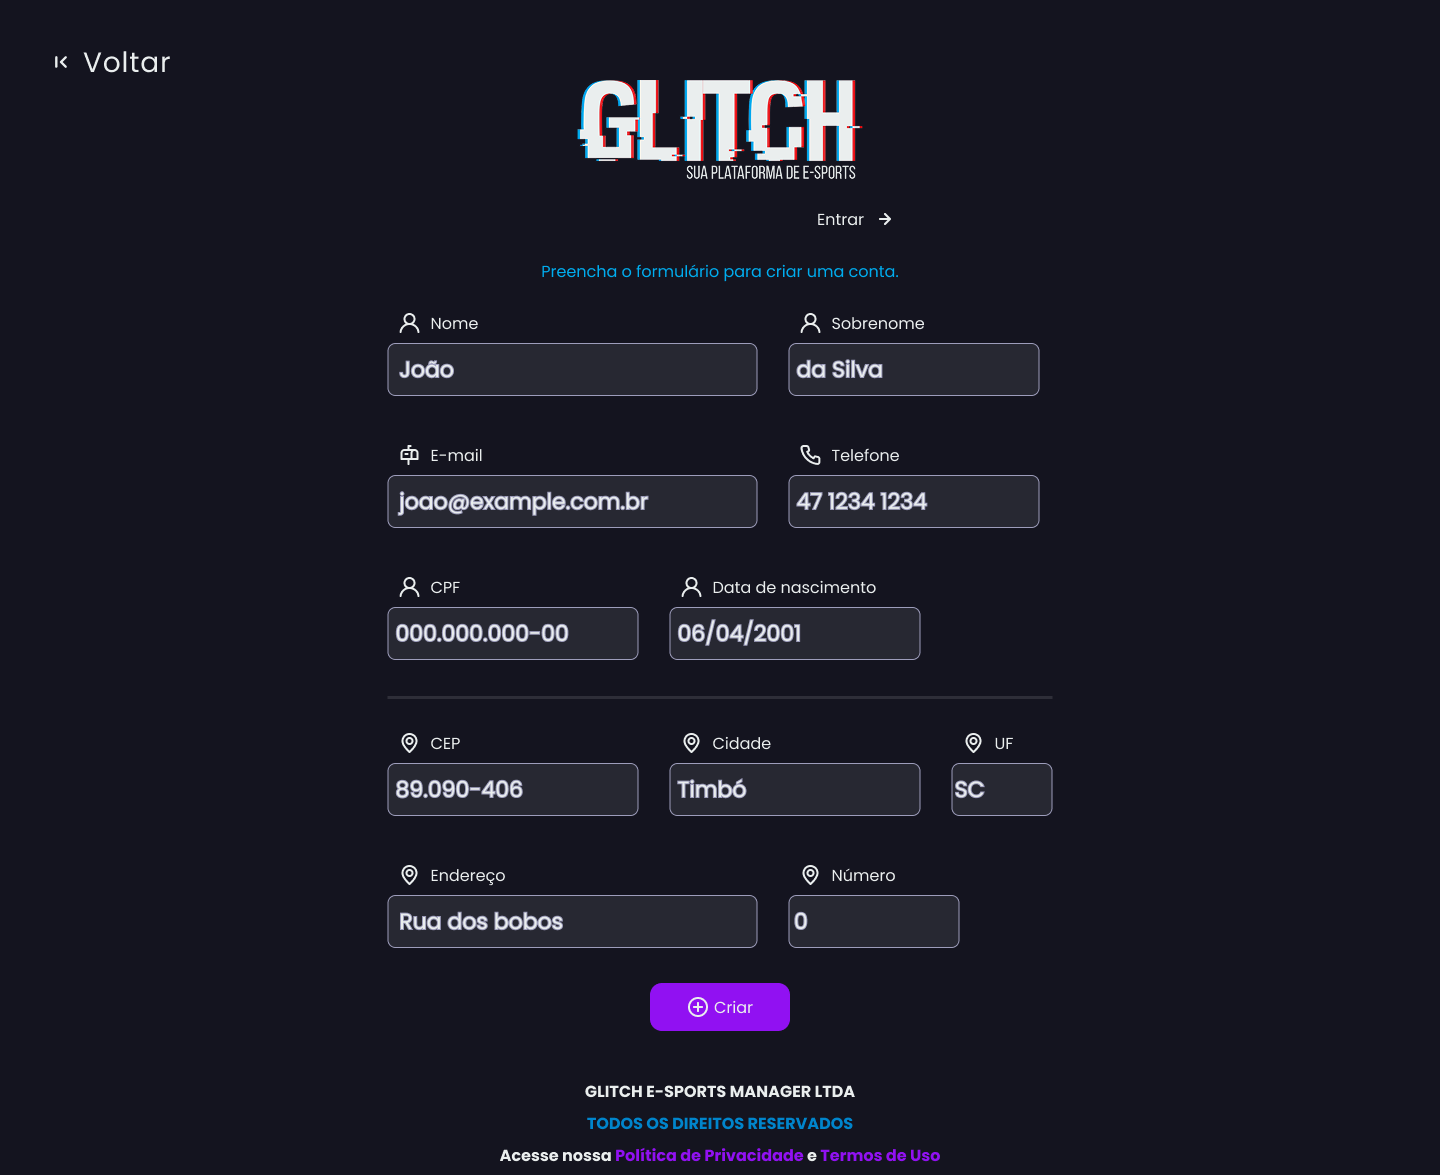 Voltar
GLITCH
SUA PLATAFORMA DE E-SPORTS
Entrar
Preencha o formulário para criar uma conta.
Nome Sobrenome
João da Silva
E-mail Telefone
joao@example.com.br 47 1234 1234
CPF Data de nascimento
000.000.000-00 06/04/2001
CEP Cidade UF
89.090-406 Timbó SC
Endereço Número
Rua dos bobos 0
Criar
GLITCH E-SPORTS MANAGER LTDA
TODOS OS DIREITOS RESERVADOS
Acesse nossa Política de Privacidade e Termos de Uso